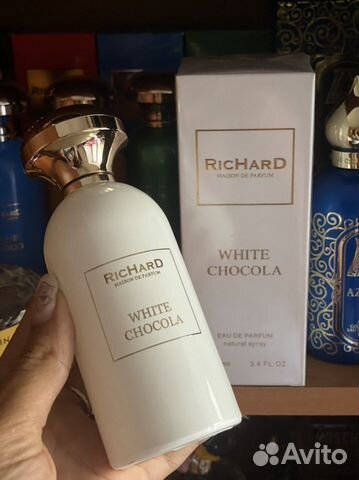 RICHARD
MAISON DE PARFUM
WHITE
CHOCOLA
EAU DE PARFUM
natural spray
3.4 FL.OZ
RICHARD
MAISON DE PARFUM
WHITE
CHOCOLA
Avito